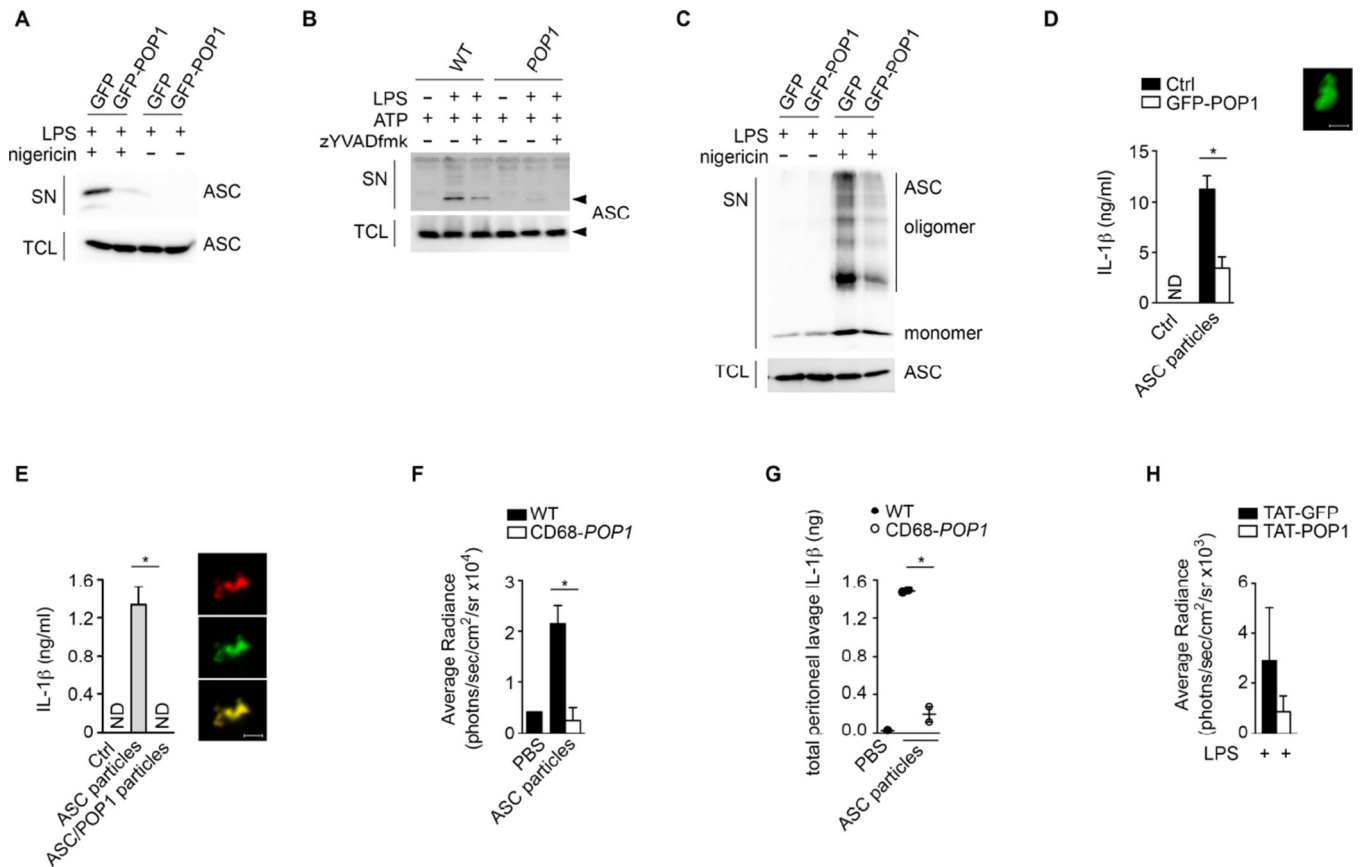 A
GFP
GFP-POP1
GFP
GFP-POP1
LPS + + − −
nigericin + + − −
SN ASC
TCL ASC
B
WT POP1
LPS − + + − + +
ATP + + + + + +
zYVADfmk − − + − − +
SN
ASC
TCL
C
GFP
GFP-POP1
GFP
GFP-POP1
LPS + + + +
nigericin − − + +
SN
ASC
oligomer
monomer
TCL ASC
D
Ctrl
GFP-POP1
*
IL-1β (ng/ml)
15
10
5
0
ND
Ctrl
ASC particles
E
*
IL-1β (ng/ml)
1.6
1.2
0.8
0.4
0
ND
ND
Ctrl
ASC particles
ASC/POP1 particles
F
WT
CD68-POP1
*
Average Radiance
(photns/sec/cm²/sr x10⁴)
3
2
1
0
PBS
ASC particles
G
WT
CD68-POP1
*
total peritoneal lavage IL-1β (ng)
1.6
1.2
0.8
0.4
0.0
PBS
ASC particles
H
TAT-GFP
TAT-POP1
Average Radiance
(photns/sec/cm²/sr x10³)
6
4
2
0
LPS + +